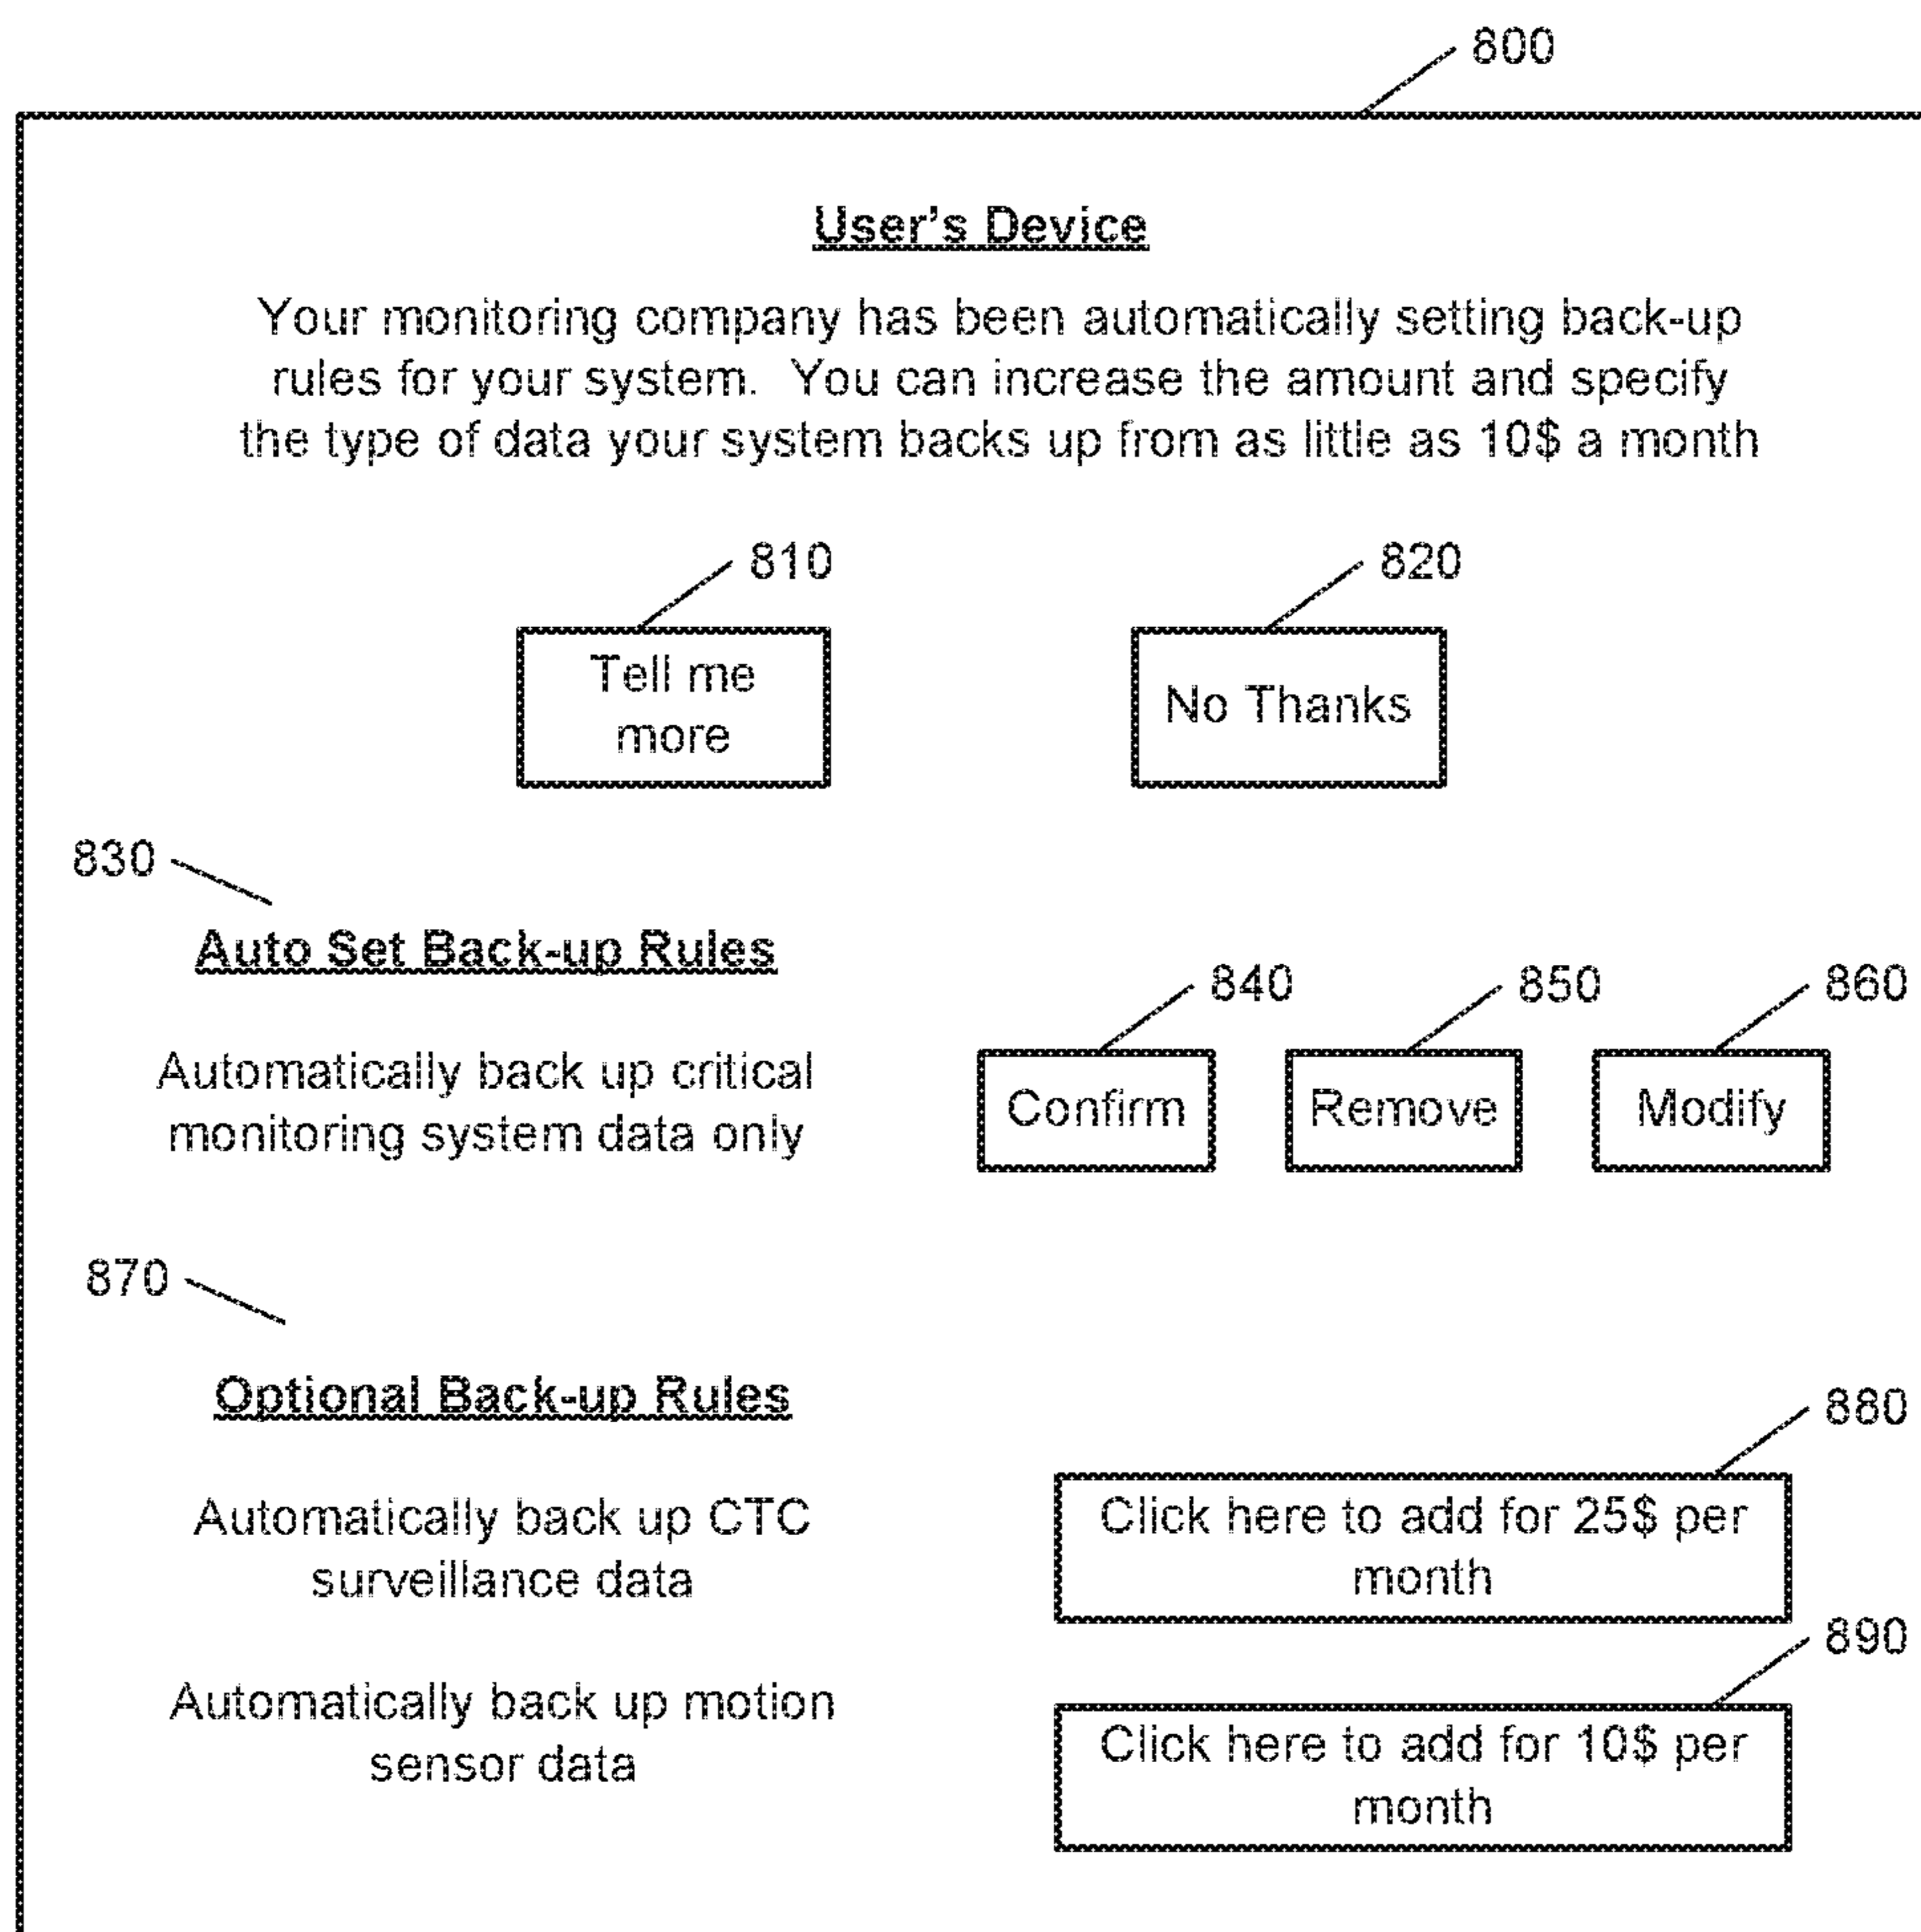 800
User's Device
Your monitoring company has been automatically setting back-up
rules for your system. You can increase the amount and specify
the type of data your system backs up from as little as 10$ a month
810
820
Tell me
more
No Thanks
830
Auto Set Back-up Rules
840
850
860
Automatically back up critical
monitoring system data only
Confirm
Remove
Modify
870
Optional Back-up Rules
880
Automatically back up CTC
surveillance data
Click here to add for 25$ per
month
890
Automatically back up motion
sensor data
Click here to add for 10$ per
month